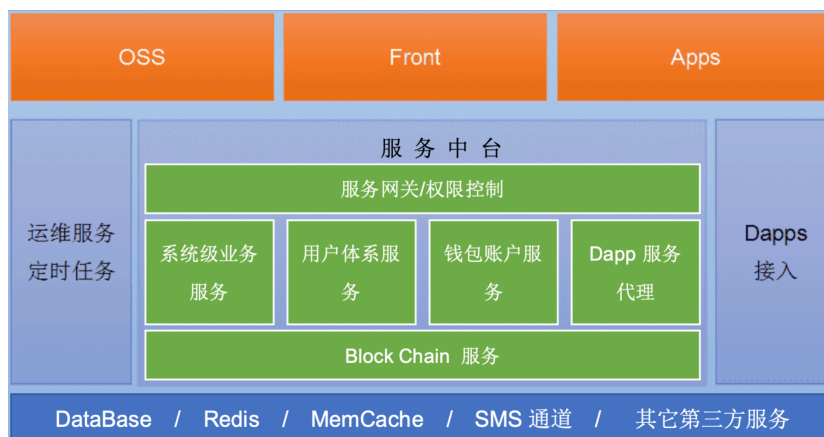 OSS
Front
Apps
服 务 中 台
服务网关/权限控制
运维服务
定时任务
系统级业务
服务
用户体系服
务
钱包账户服
务
Dapp 服务
代理
Dapps
接入
Block Chain 服务
DataBase / Redis / MemCache / SMS 通道 / 其它第三方服务